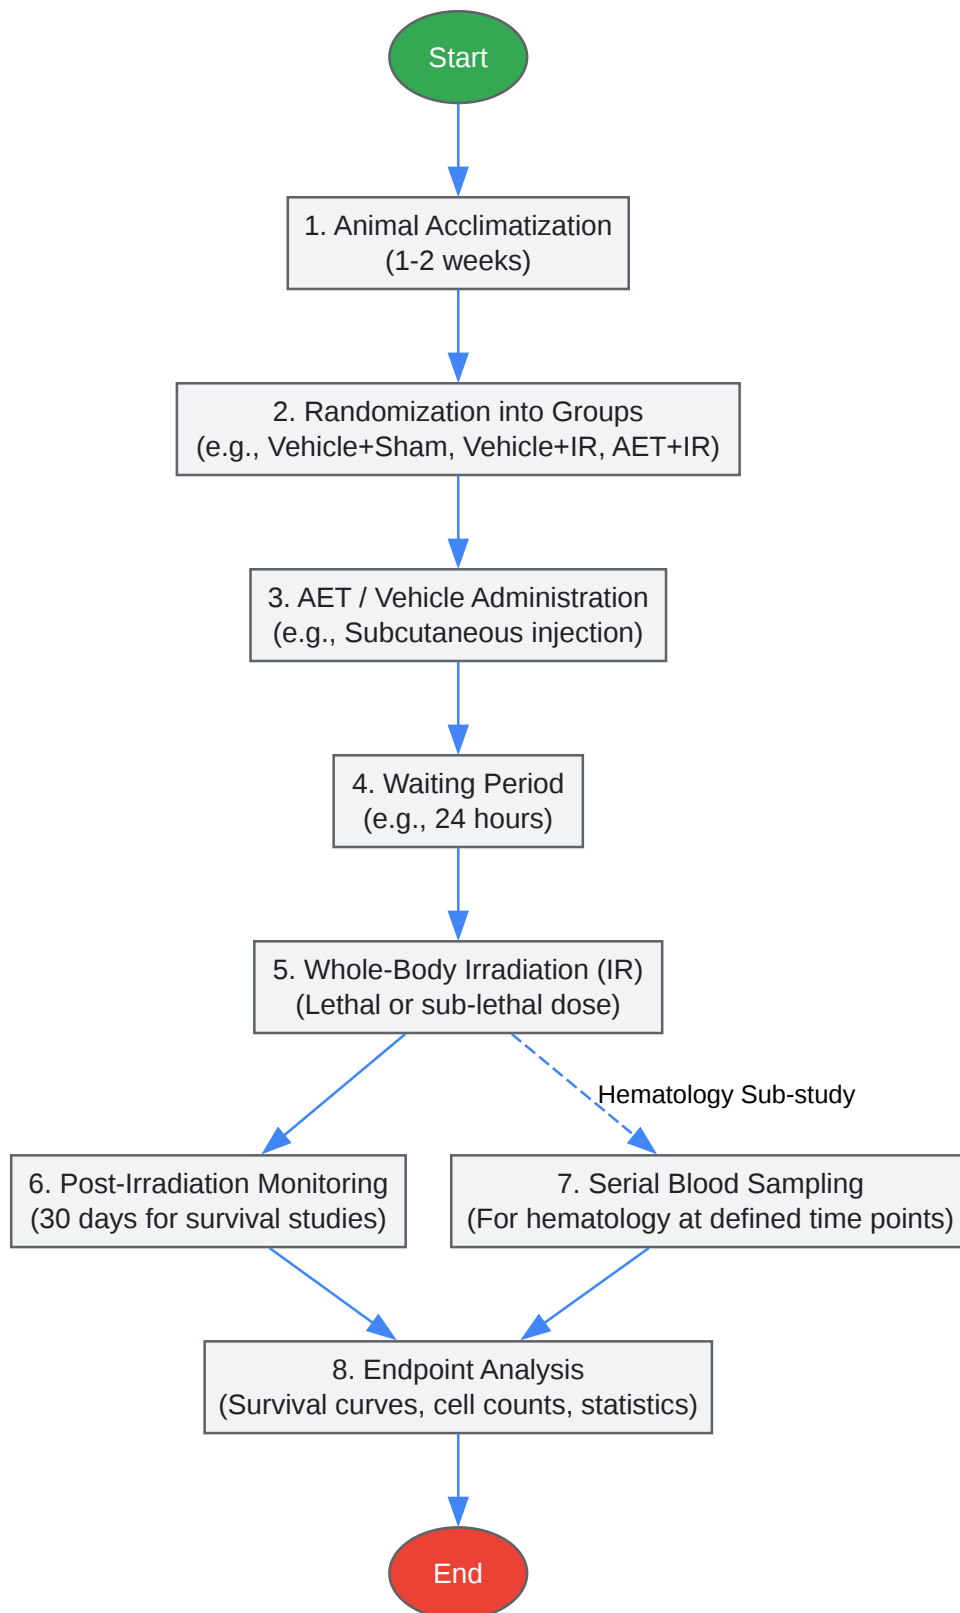 Start
1. Animal Acclimatization
(1-2 weeks)
2. Randomization into Groups
(e.g., Vehicle+Sham, Vehicle+IR, AET+IR)
3. AET / Vehicle Administration
(e.g., Subcutaneous injection)
4. Waiting Period
(e.g., 24 hours)
5. Whole-Body Irradiation (IR)
(Lethal or sub-lethal dose)
Hematology Sub-study
6. Post-Irradiation Monitoring
(30 days for survival studies)
7. Serial Blood Sampling
(For hematology at defined time points)
8. Endpoint Analysis
(Survival curves, cell counts, statistics)
End